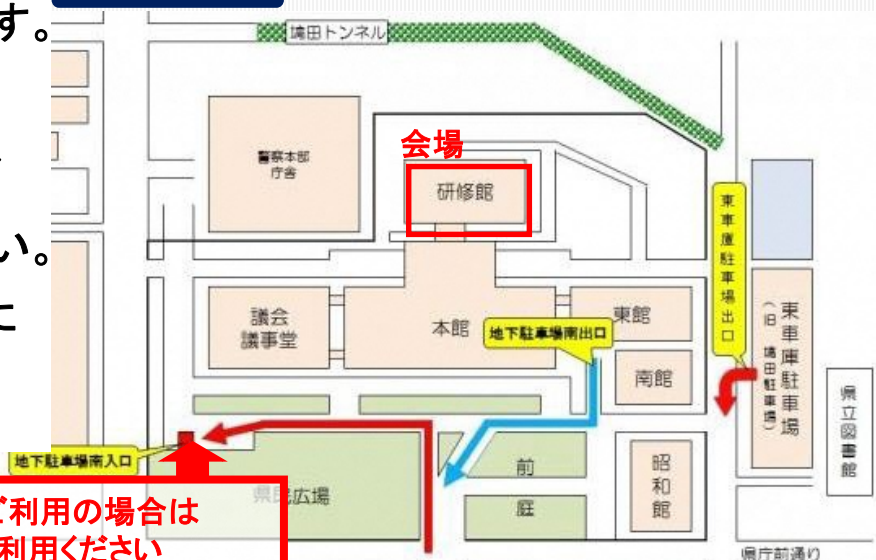 す。
塙田トンネル
会場
警察本部
庁舎
研修館
い。
東車庫駐車場出口
議会
議事堂
本館
地下駐車場南出口
東館
東車庫駐車場
(旧 塙田駐車場)
南館
県立図書館
地下駐車場南入口
県民広場
前庭
昭和館
ご利用の場合は
利用ください
県庁前通り